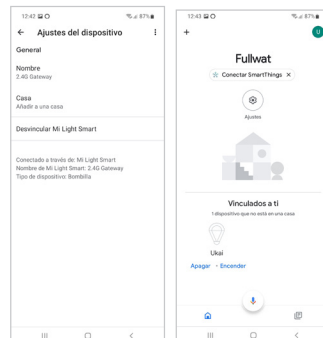 12:42
87%
Ajustes del dispositivo
General
Nombre
2.4G Gateway
Casa
Añadir a una casa
Desvincular Mi Light Smart
Conectado a través de: Mi Light Smart
Nombre de Mi Light Smart: 2.4G Gateway
Tipo de dispositivo: Bombilla
12:43
87%
U
Fullwat
Conectar SmartThings ×
Ajustes
Vinculados a ti
1 dispositivo que no está en una casa
Ukai
Apagar · Encender